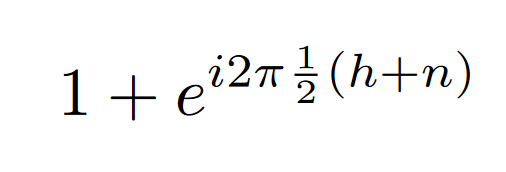 1 + e^{i2\pi\frac{1}{2}(h+n)}